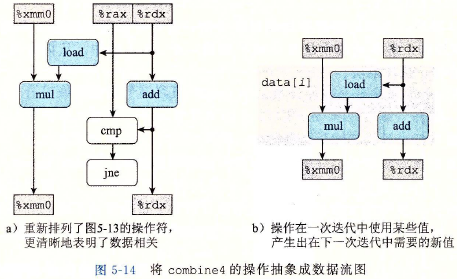 %xmm0 %rax %rdx
load
mul add
cmp
jne
%xmm0 %rdx
a）重新排列了图5-13的操作符，
更清晰地表明了数据相关
%xmm0 %rdx
data[i]
load
mul add
%xmm0 %rdx
b）操作在一次迭代中使用某些值，
产生出在下一次迭代中需要的新值
图 5-14 将 combine4 的操作抽象成数据流图